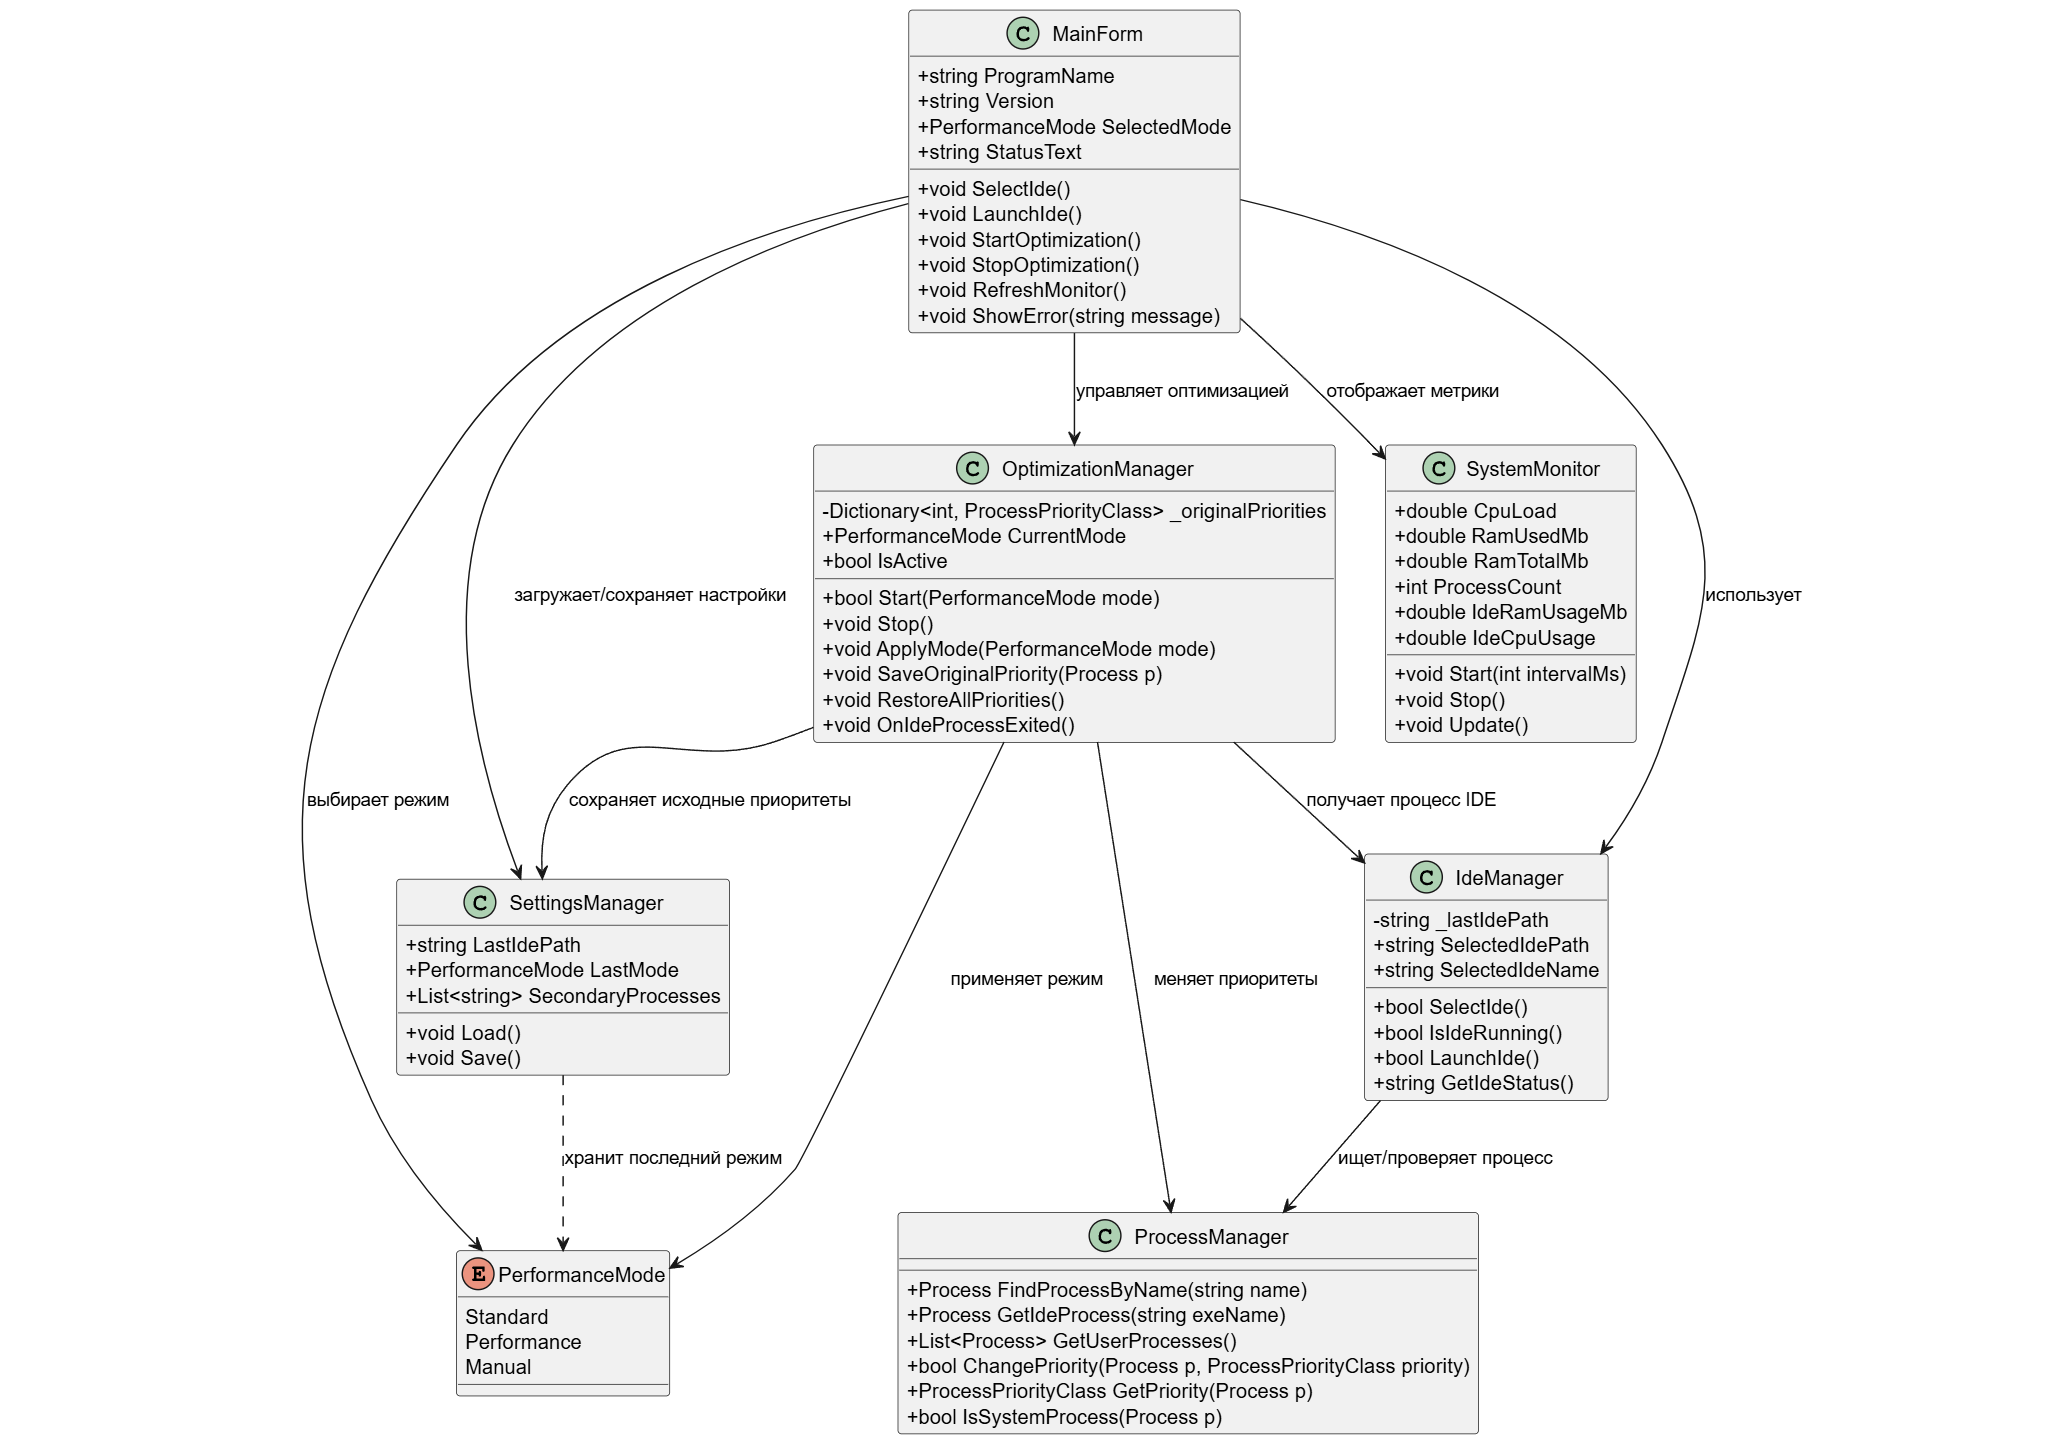 C MainForm
+string ProgramName
+string Version
+PerformanceMode SelectedMode
+string StatusText
+void SelectIde()
+void LaunchIde()
+void StartOptimization()
+void StopOptimization()
+void RefreshMonitor()
+void ShowError(string message)
управляет оптимизацией
отображает метрики
C OptimizationManager
-Dictionary<int, ProcessPriorityClass> _originalPriorities
+PerformanceMode CurrentMode
+bool IsActive
+bool Start(PerformanceMode mode)
+void Stop()
+void ApplyMode(PerformanceMode mode)
+void SaveOriginalPriority(Process p)
+void RestoreAllPriorities()
+void OnIdeProcessExited()
C SystemMonitor
+double CpuLoad
+double RamUsedMb
+double RamTotalMb
+int ProcessCount
+double IdeRamUsageMb
+double IdeCpuUsage
+void Start(int intervalMs)
+void Stop()
+void Update()
загружает/сохраняет настройки
использует
выбирает режим
сохраняет исходные приоритеты
получает процесс IDE
C SettingsManager
+string LastIdePath
+PerformanceMode LastMode
+List<string> SecondaryProcesses
+void Load()
+void Save()
применяет режим
меняет приоритеты
C IdeManager
-string _lastIdePath
+string SelectedIdePath
+string SelectedIdeName
+bool SelectIde()
+bool IsIdeRunning()
+bool LaunchIde()
+string GetIdeStatus()
хранит последний режим
ищет/проверяет процесс
E PerformanceMode
Standard
Performance
Manual
C ProcessManager
+Process FindProcessByName(string name)
+Process GetIdeProcess(string exeName)
+List<Process> GetUserProcesses()
+bool ChangePriority(Process p, ProcessPriorityClass priority)
+ProcessPriorityClass GetPriority(Process p)
+bool IsSystemProcess(Process p)